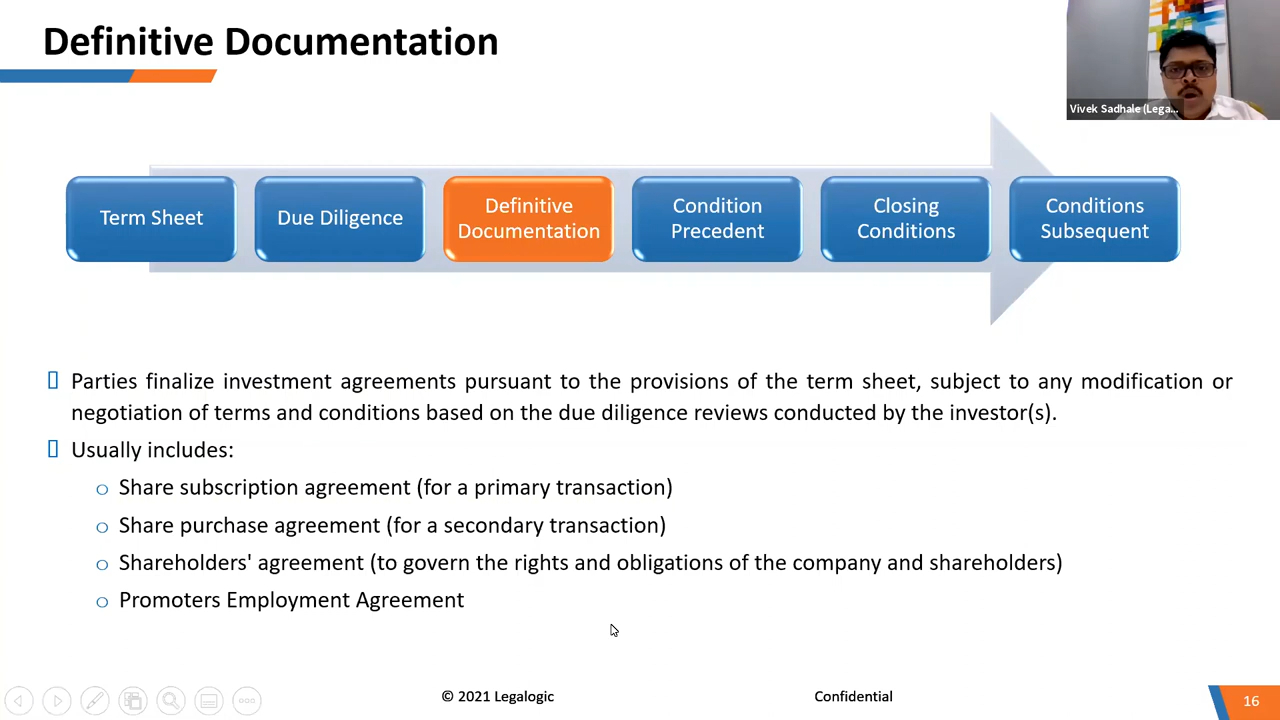 Definitive Documentation
Vivek Sadhale (Lega...
Term Sheet
Due Diligence
Definitive
Documentation
Condition
Precedent
Closing
Conditions
Conditions
Subsequent
Parties finalize investment agreements pursuant to the provisions of the term sheet, subject to any modification or
negotiation of terms and conditions based on the due diligence reviews conducted by the investor(s).
Usually includes:
o Share subscription agreement (for a primary transaction)
o Share purchase agreement (for a secondary transaction)
o Shareholders' agreement (to govern the rights and obligations of the company and shareholders)
o Promoters Employment Agreement
© 2021 Legalogic
Confidential
16